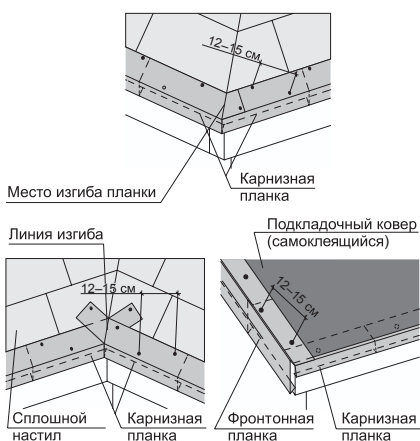 12–15 см
Место изгиба планки
Карнизная
планка
Линия изгиба
Подкладочный ковер
(самоклеящийся)
12–15 см
12–15 см
Сплошной
настил
Карнизная
планка
Фронтонная
планка
Карнизная
планка